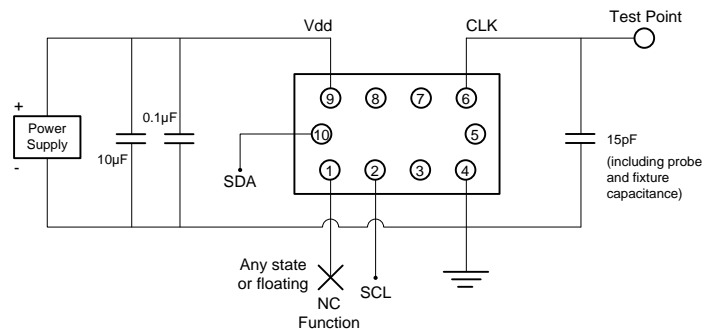 Vdd
CLK
Test Point
+
Power
Supply
-
10µF
0.1µF
9
8
7
6
10
5
1
2
3
4
SDA
15pF
(including probe
and fixture
capacitance)
Any state
or floating
NC
Function
SCL